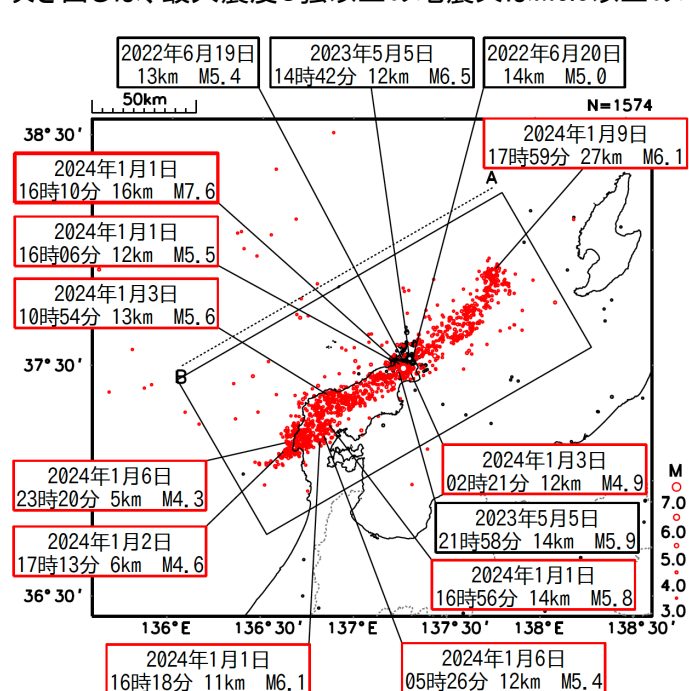 2022年6月19日
13km M5.4
2023年5月5日
14時42分 12km M6.5
2022年6月20日
14km M5.0
50km
N=1574
38°30′
2024年1月9日
17時59分 27km M6.1
2024年1月1日
16時10分 16km M7.6
A
2024年1月1日
16時06分 12km M5.5
2024年1月3日
10時54分 13km M5.6
37°30′
B
2024年1月6日
23時20分 5km M4.3
2024年1月3日
02時21分 12km M4.9
M
7.0
6.0
5.0
4.0
3.0
2023年5月5日
21時58分 14km M5.9
2024年1月2日
17時13分 6km M4.6
2024年1月1日
16時56分 14km M5.8
36°30′
136°E
136°30′
137°E
137°30′
138°E
138°30′
2024年1月1日
16時18分 11km M6.1
2024年1月6日
05時26分 12km M5.4